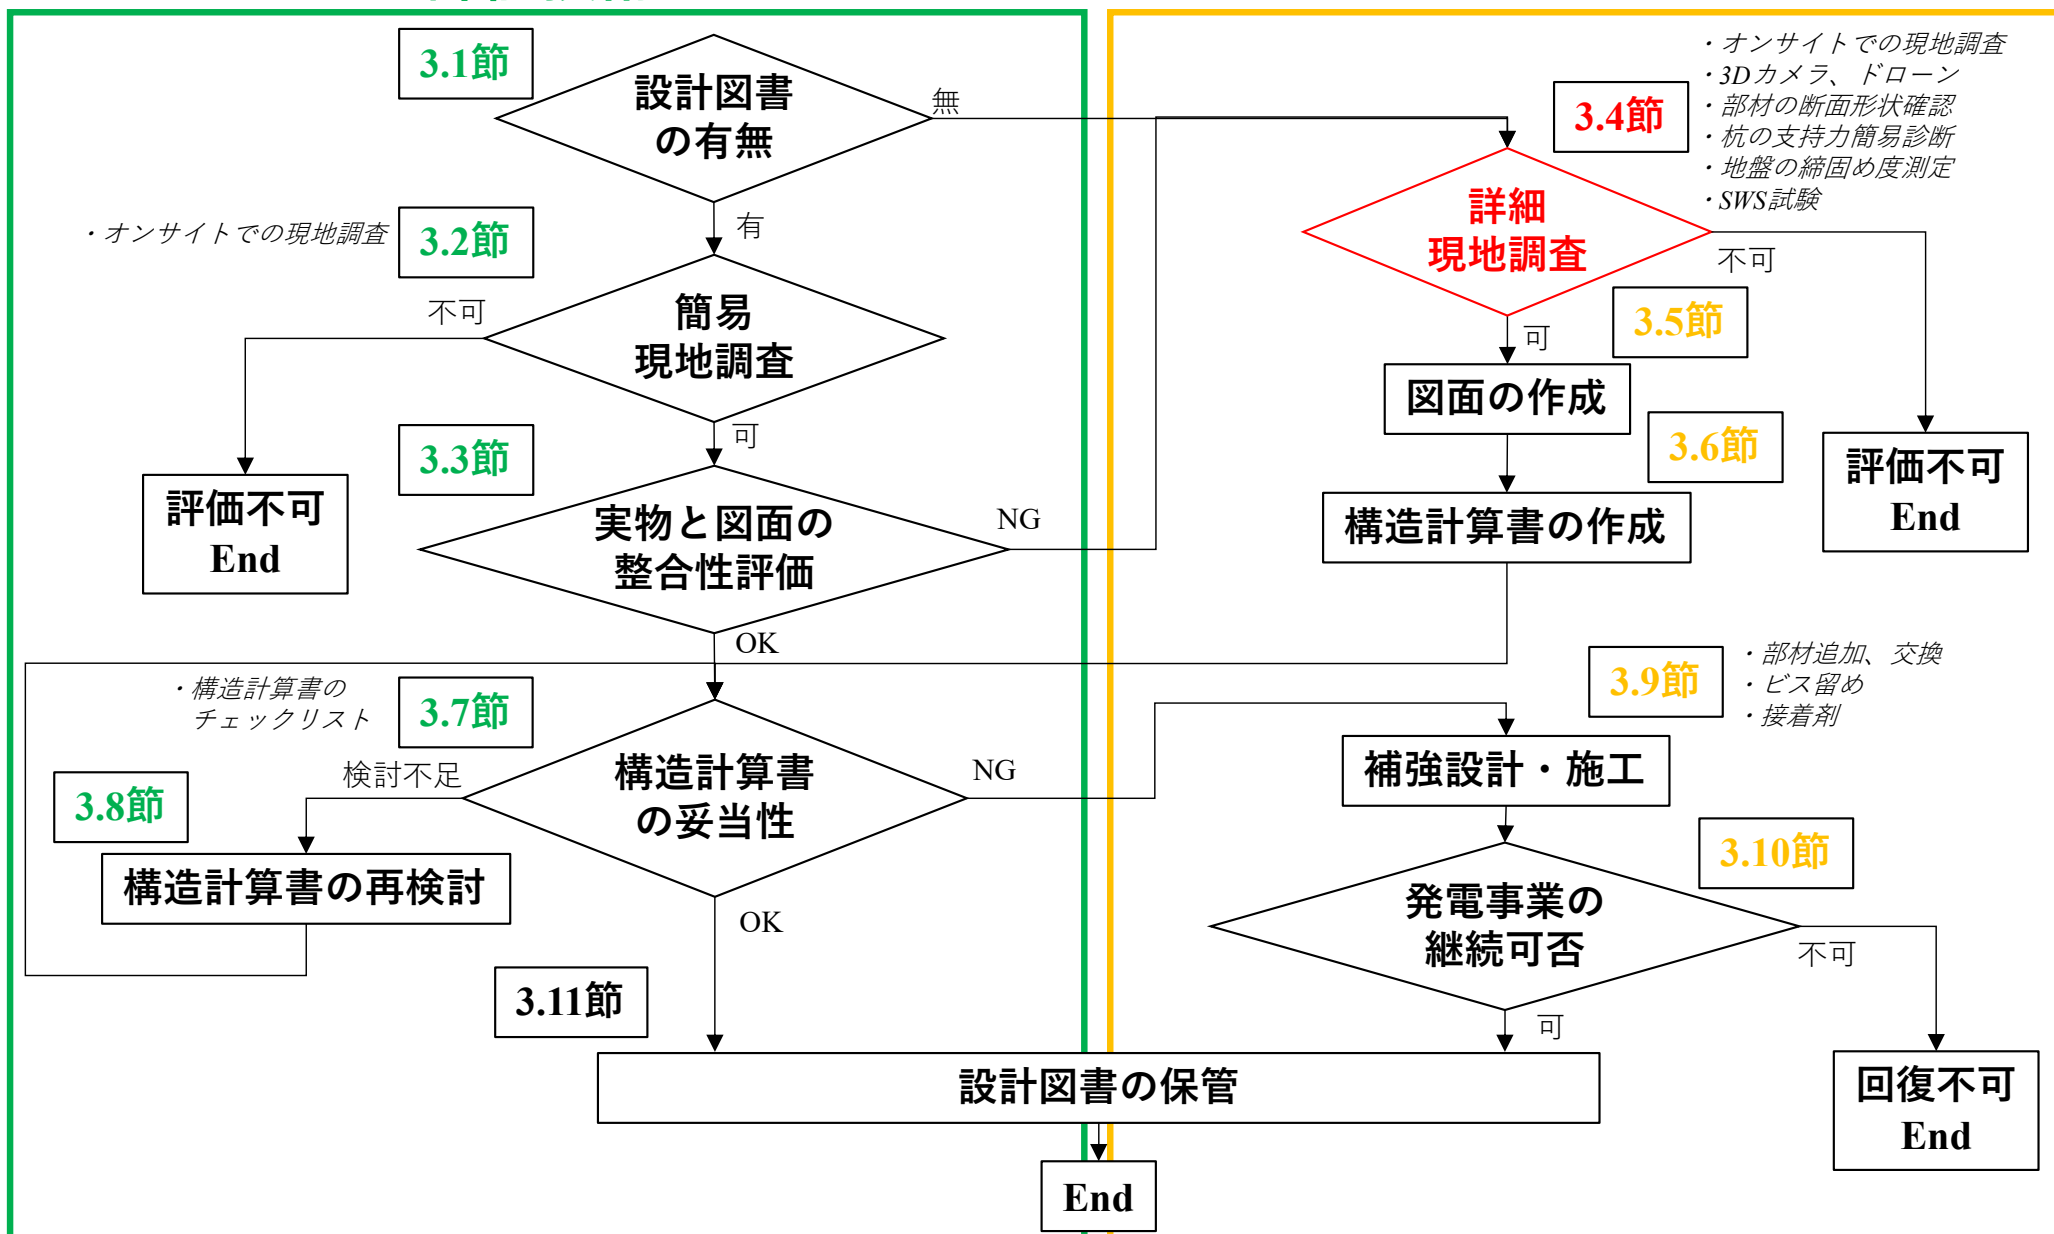 3.1節
設計図書
の有無
無
有
・オンサイトでの現地調査
3.2節
簡易
現地調査
不可
可
評価不可
End
3.3節
実物と図面の
整合性評価
NG
OK
3.4節
・オンサイトでの現地調査
・3Dカメラ、ドローン
・部材の断面形状確認
・杭の支持力簡易診断
・地盤の締固め度測定
・SWS試験
詳細
現地調査
不可
可
3.5節
図面の作成
3.6節
構造計算書の作成
評価不可
End
・構造計算書の
チェックリスト
3.7節
構造計算書
の妥当性
検討不足
NG
OK
3.8節
構造計算書の再検討
3.9節
・部材追加、交換
・ビス留め
・接着剤
補強設計・施工
3.10節
発電事業の
継続可否
不可
可
回復不可
End
3.11節
設計図書の保管
End